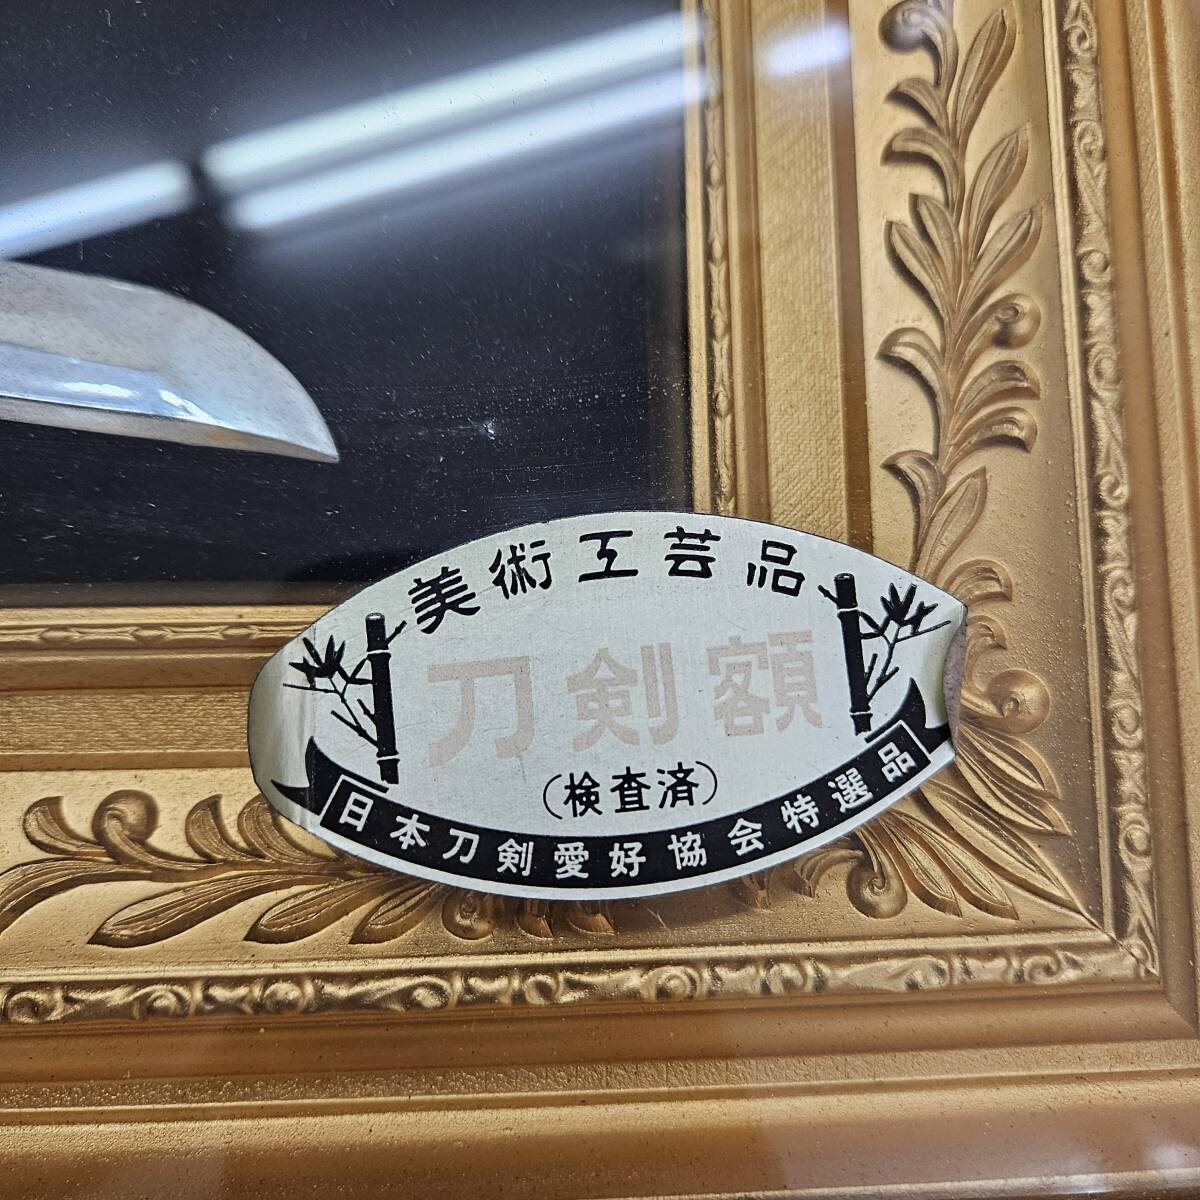 美術工芸品
刀剣額
（検査済）
日本刀剣愛好協会特選品